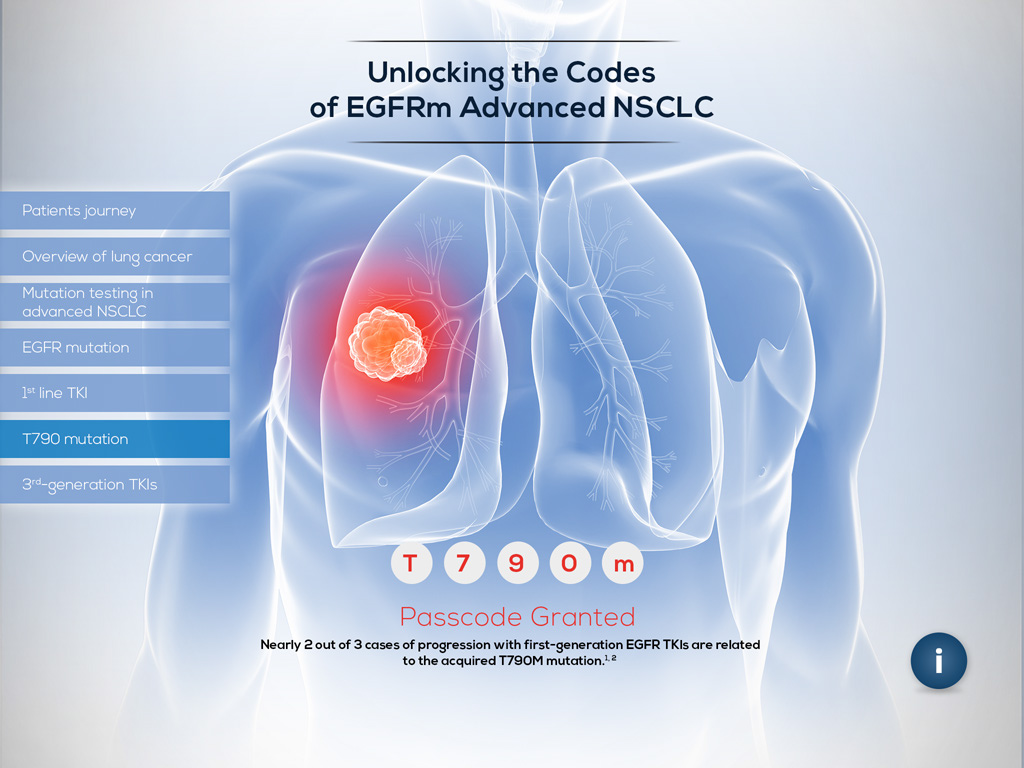 Unlocking the Codes
of EGFRm Advanced NSCLC
Patients journey
Overview of lung cancer
Mutation testing in
advanced NSCLC
EGFR mutation
1st line TKI
T790 mutation
3rd-generation TKIs
T 7 9 0 m
Passcode Granted
Nearly 2 out of 3 cases of progression with first-generation EGFR TKIs are related
to the acquired T790M mutation.1, 2
i